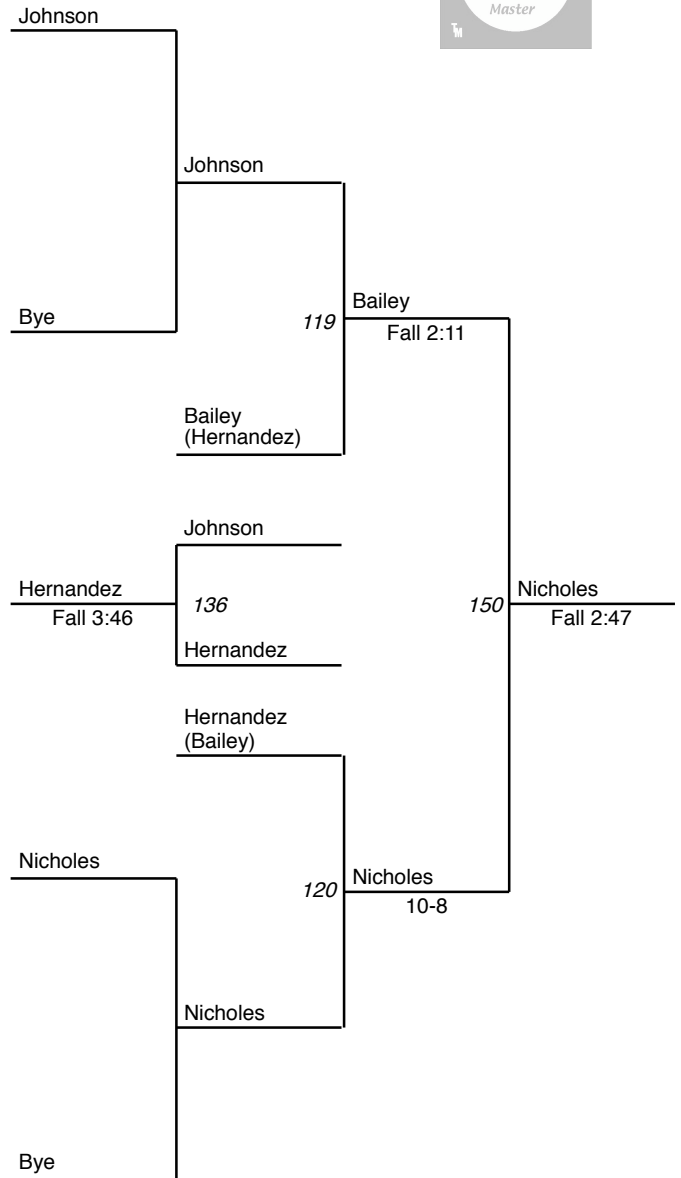 Johnson
Master
TM
Johnson
Bye
119
Bailey
Fall 2:11
Bailey
(Hernandez)
Johnson
Hernandez
Fall 3:46
136
150
Nicholes
Fall 2:47
Hernandez
Hernandez
(Bailey)
Nicholes
120
Nicholes
10-8
Nicholes
Bye